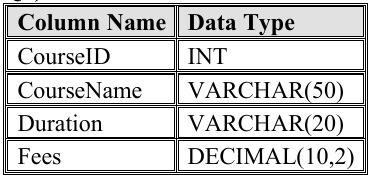 Column Name Data Type
CourseID INT
CourseName VARCHAR(50)
Duration VARCHAR(20)
Fees DECIMAL(10,2)